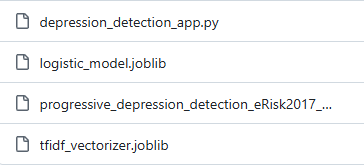 depression_detection_app.py
logistic_model.joblib
progressive_depression_detection_eRisk2017_...
tfidf_vectorizer.joblib